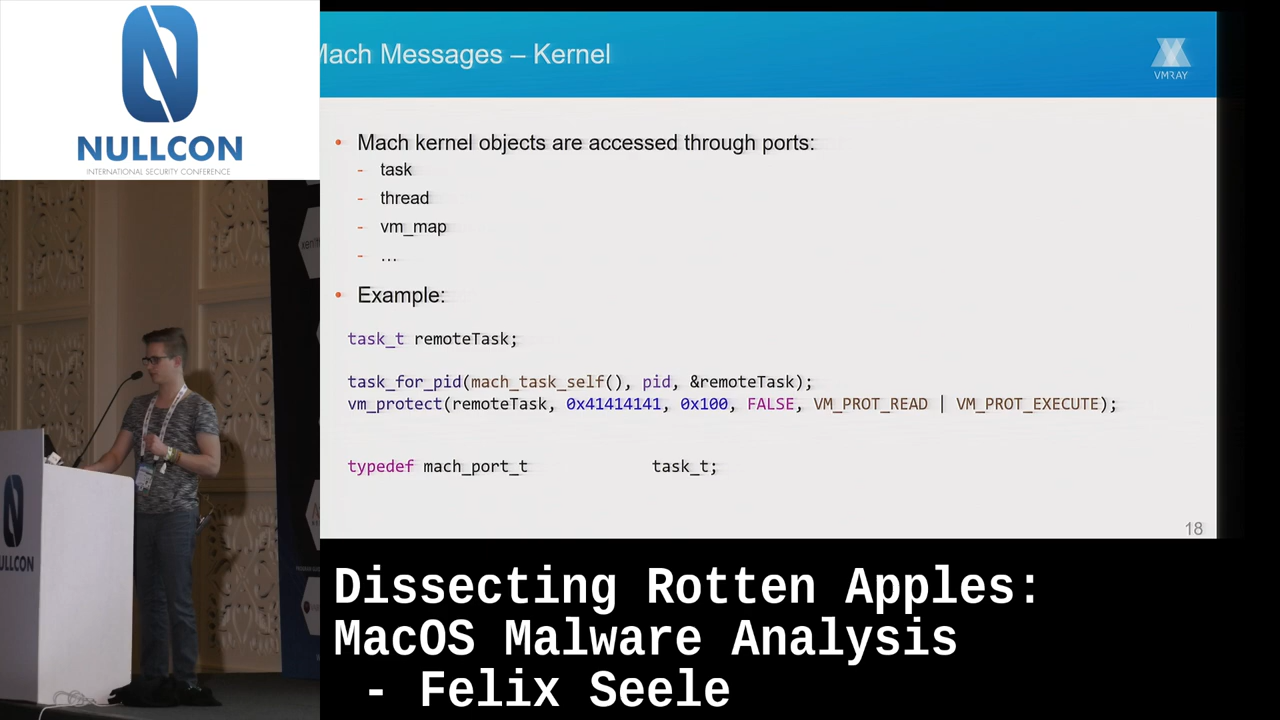 NULLCON
INTERNATIONAL SECURITY CONFERENCE
Mach Messages – Kernel
VMRAY
• Mach kernel objects are accessed through ports:
- task
- thread
- vm_map
- ...
• Example:
task_t remoteTask;
task_for_pid(mach_task_self(), pid, &remoteTask);
vm_protect(remoteTask, 0x41414141, 0x100, FALSE, VM_PROT_READ | VM_PROT_EXECUTE);
typedef mach_port_t task_t;
18
NULLCON
Dissecting Rotten Apples:
MacOS Malware Analysis
- Felix Seele